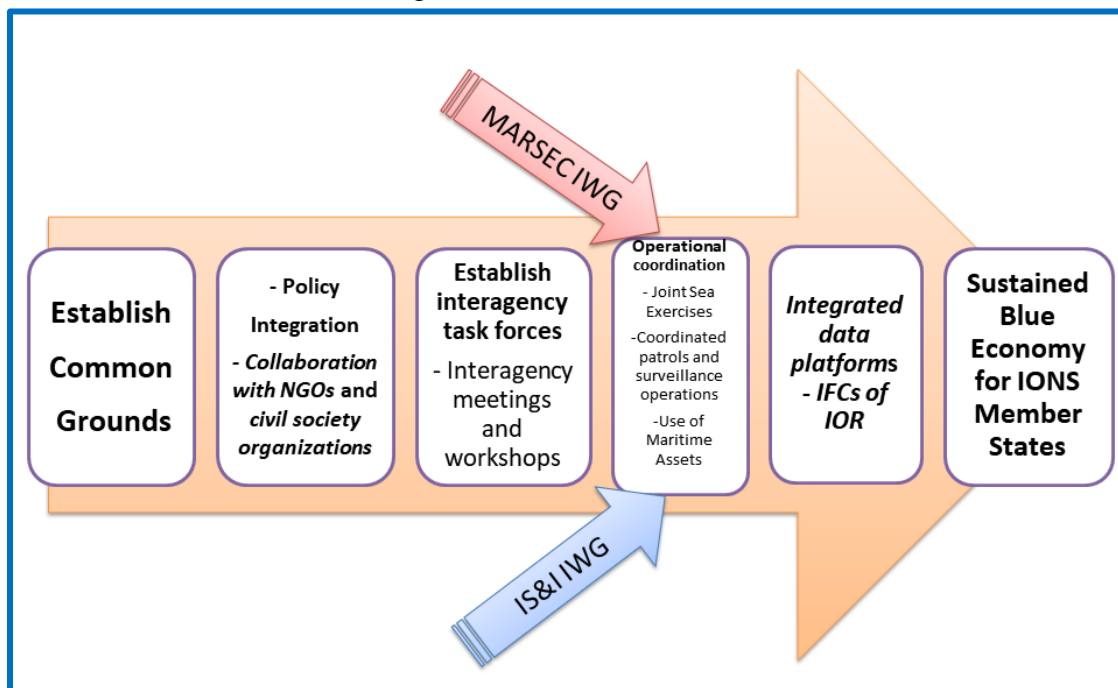 MARSEC IWG
Establish
Common
Grounds
- Policy
Integration
- Collaboration
with NGOs and
civil society
organizations
Establish
interagency
task forces
- Interagency
meetings
and
workshops
Operational
coordination
- Joint Sea
Exercises
-Coordinated
patrols and
surveillance
operations
-Use of
Maritime
Assets
Integrated
data
platforms
- IFCs of
IOR
Sustained
Blue
Economy
for IONS
Member
States
IS&I IWG